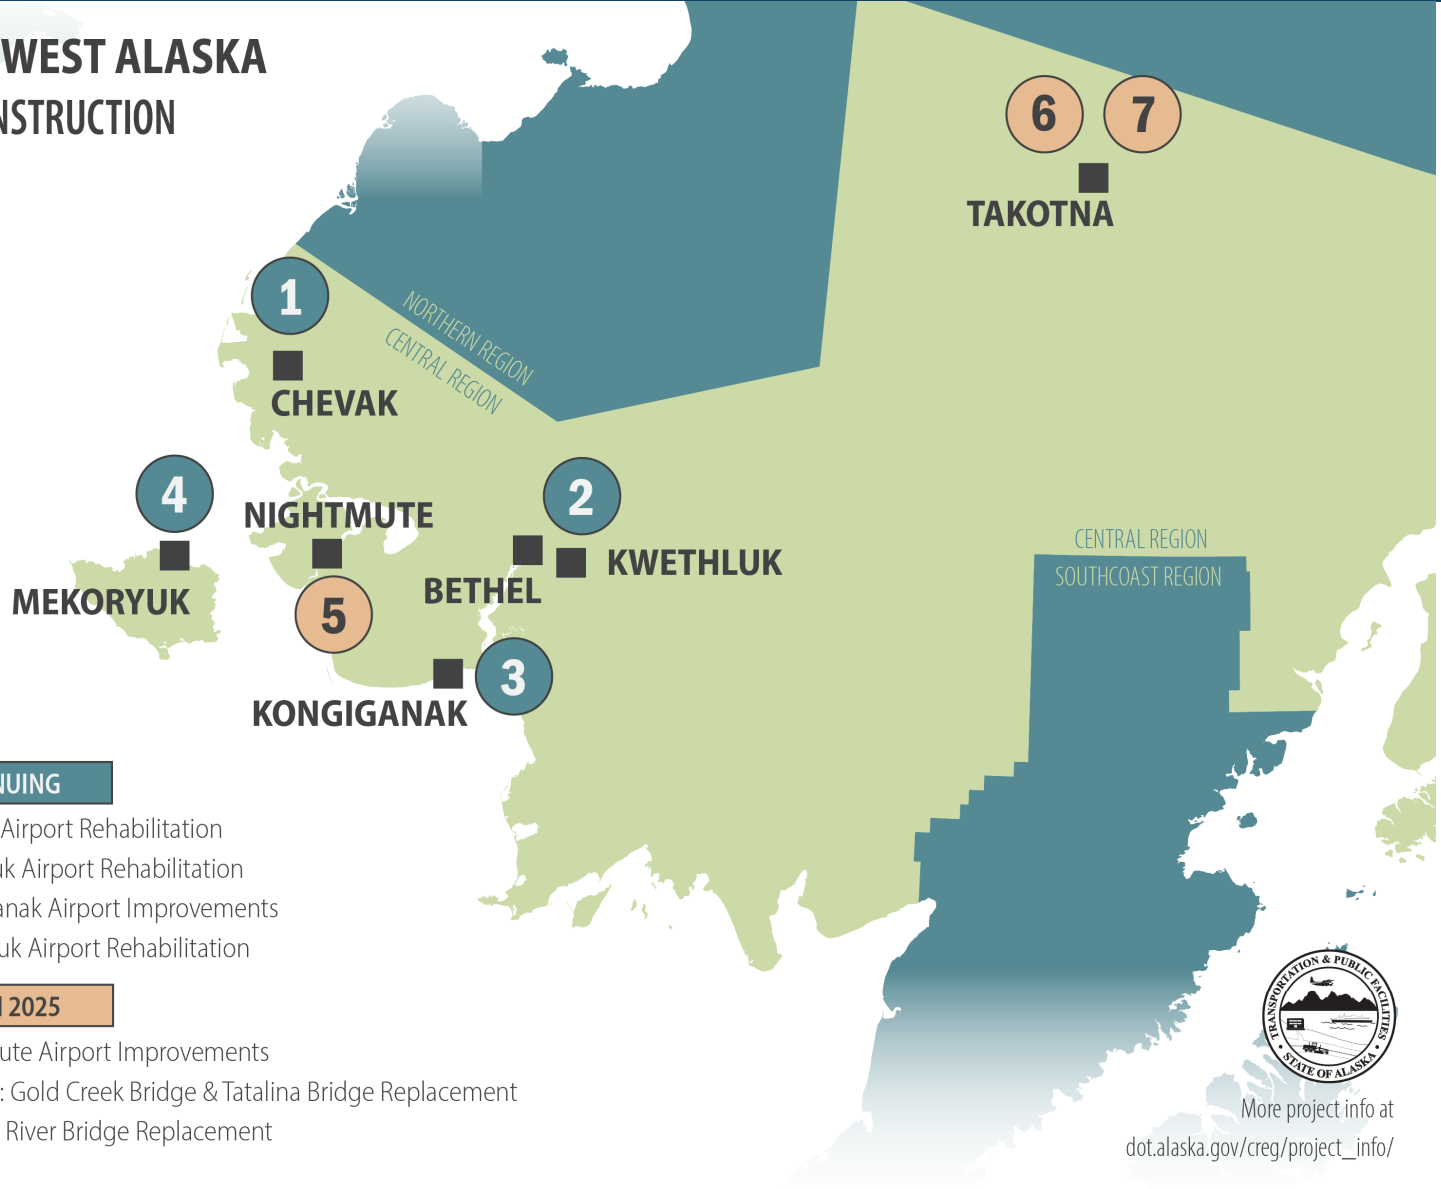 WEST ALASKA
NSTRUCTION
6
7
TAKOTNA
1
NORTHERN REGION
CENTRAL REGION
CHEVAK
4
2
NIGHTMUTE
KWETHLUK
BETHEL
MEKORYUK
5
3
KONGIGANAK
CENTRAL REGION
SOUTHCOAST REGION
NUING
Airport Rehabilitation
uk Airport Rehabilitation
anak Airport Improvements
uk Airport Rehabilitation
2025
ute Airport Improvements
: Gold Creek Bridge & Tatalina Bridge Replacement
River Bridge Replacement
TRANSPORTATION & PUBLIC FACILITIES
STATE OF ALASKA
More project info at
dot.alaska.gov/creg/project_info/